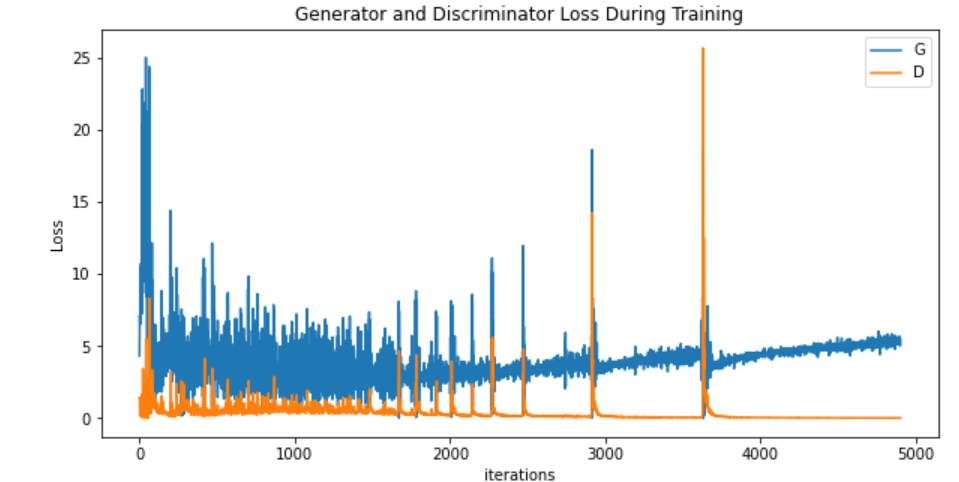 Generator and Discriminator Loss During Training
G
D
25
20
15
10
5
0
Loss
0 1000 2000 3000 4000 5000
iterations